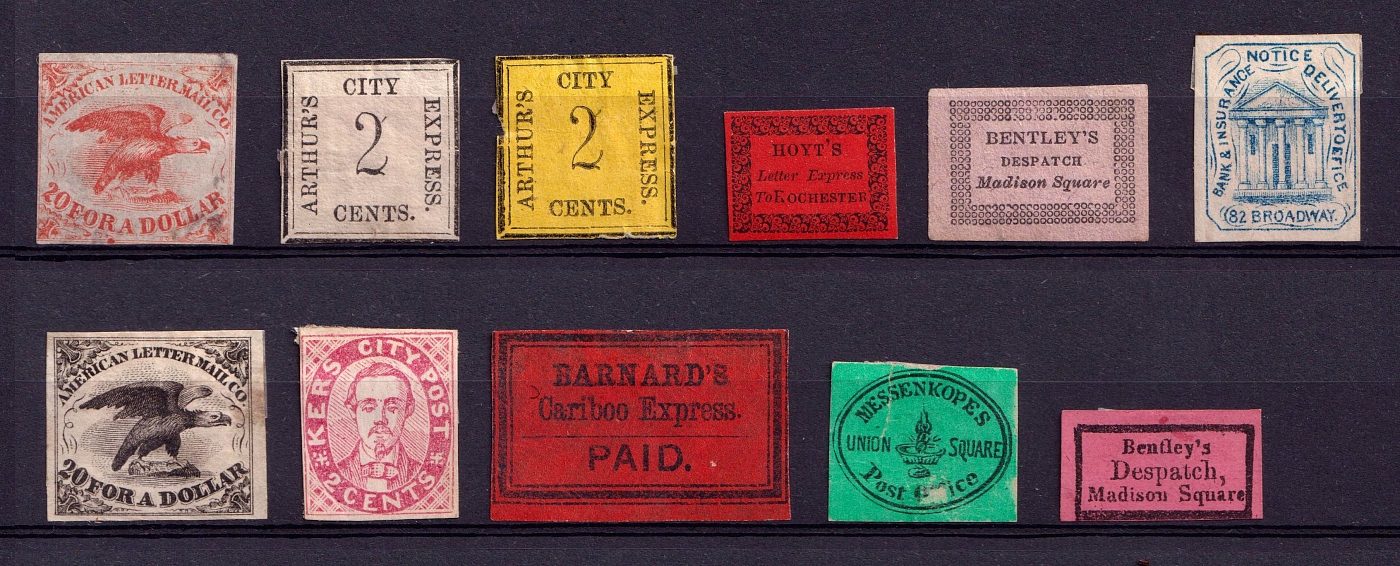 AMERICAN LETTER MAIL CO.
20 FOR A DOLLAR
CITY
ARTHUR'S
2
EXPRESS.
CENTS.
CITY
ARTHUR'S
2
EXPRESS.
CENTS.
HOYT'S
Letter Express
To ROCHESTER
BENTLEY'S
DESPATCH
Madison Square
NOTICE
BANK & INSURANCE
DELIVERY OFFICE
82 BROADWAY.
AMERICAN LETTER MAIL CO.
20 FOR A DOLLAR
KERS CITY POST
2 CENTS
BARNARD'S
Cariboo Express.
PAID.
MESSENKOPES
UNION SQUARE
Post Office
Bentley's
Despatch,
Madison Square